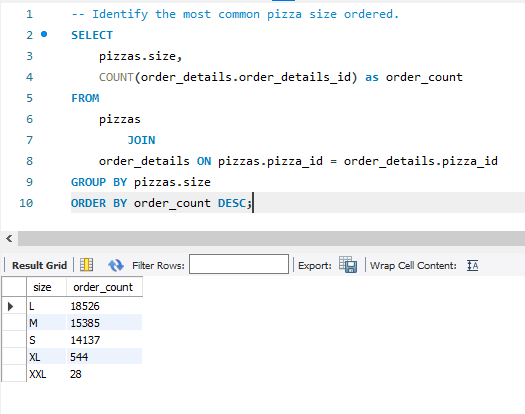 1 -- Identify the most common pizza size ordered.
2 SELECT
3 pizzas.size,
4 COUNT(order_details.order_details_id) as order_count
5 FROM
6 pizzas
7 JOIN
8 order_details ON pizzas.pizza_id = order_details.pizza_id
9 GROUP BY pizzas.size
10 ORDER BY order_count DESC;
Result Grid Filter Rows: Export: Wrap Cell Content:
size order_count
L 18526
M 15385
S 14137
XL 544
XXL 28